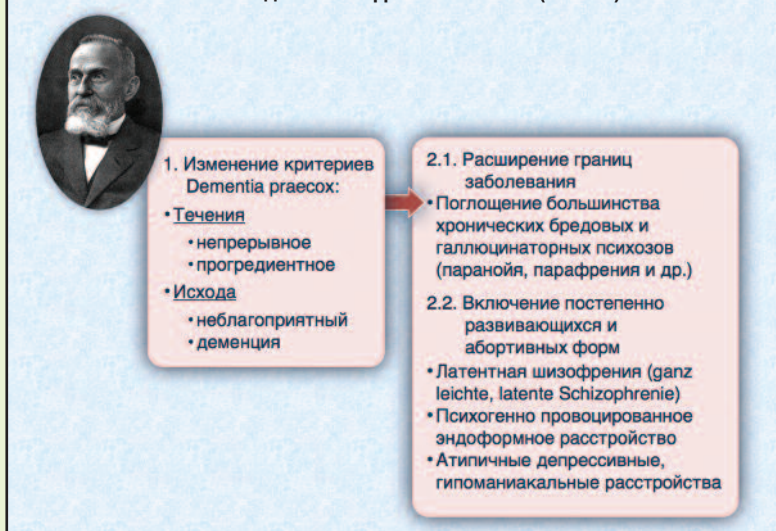 1. Изменение критериев
Dementia praecox:
• Течения
• непрерывное
• прогредиентное
• Исхода
• неблагоприятный
• деменция
2.1. Расширение границ
заболевания
• Поглощение большинства
хронических бредовых и
галлюцинаторных психозов
(паранойя, парафрения и др.)
2.2. Включение постепенно
развивающихся и
абортивных форм
• Латентная шизофрения (ganz
leichte, latente Schizophrenie)
• Психогенно провоцированное
эндоформное расстройство
• Атипичные депрессивные,
гипоманиакальные расстройства